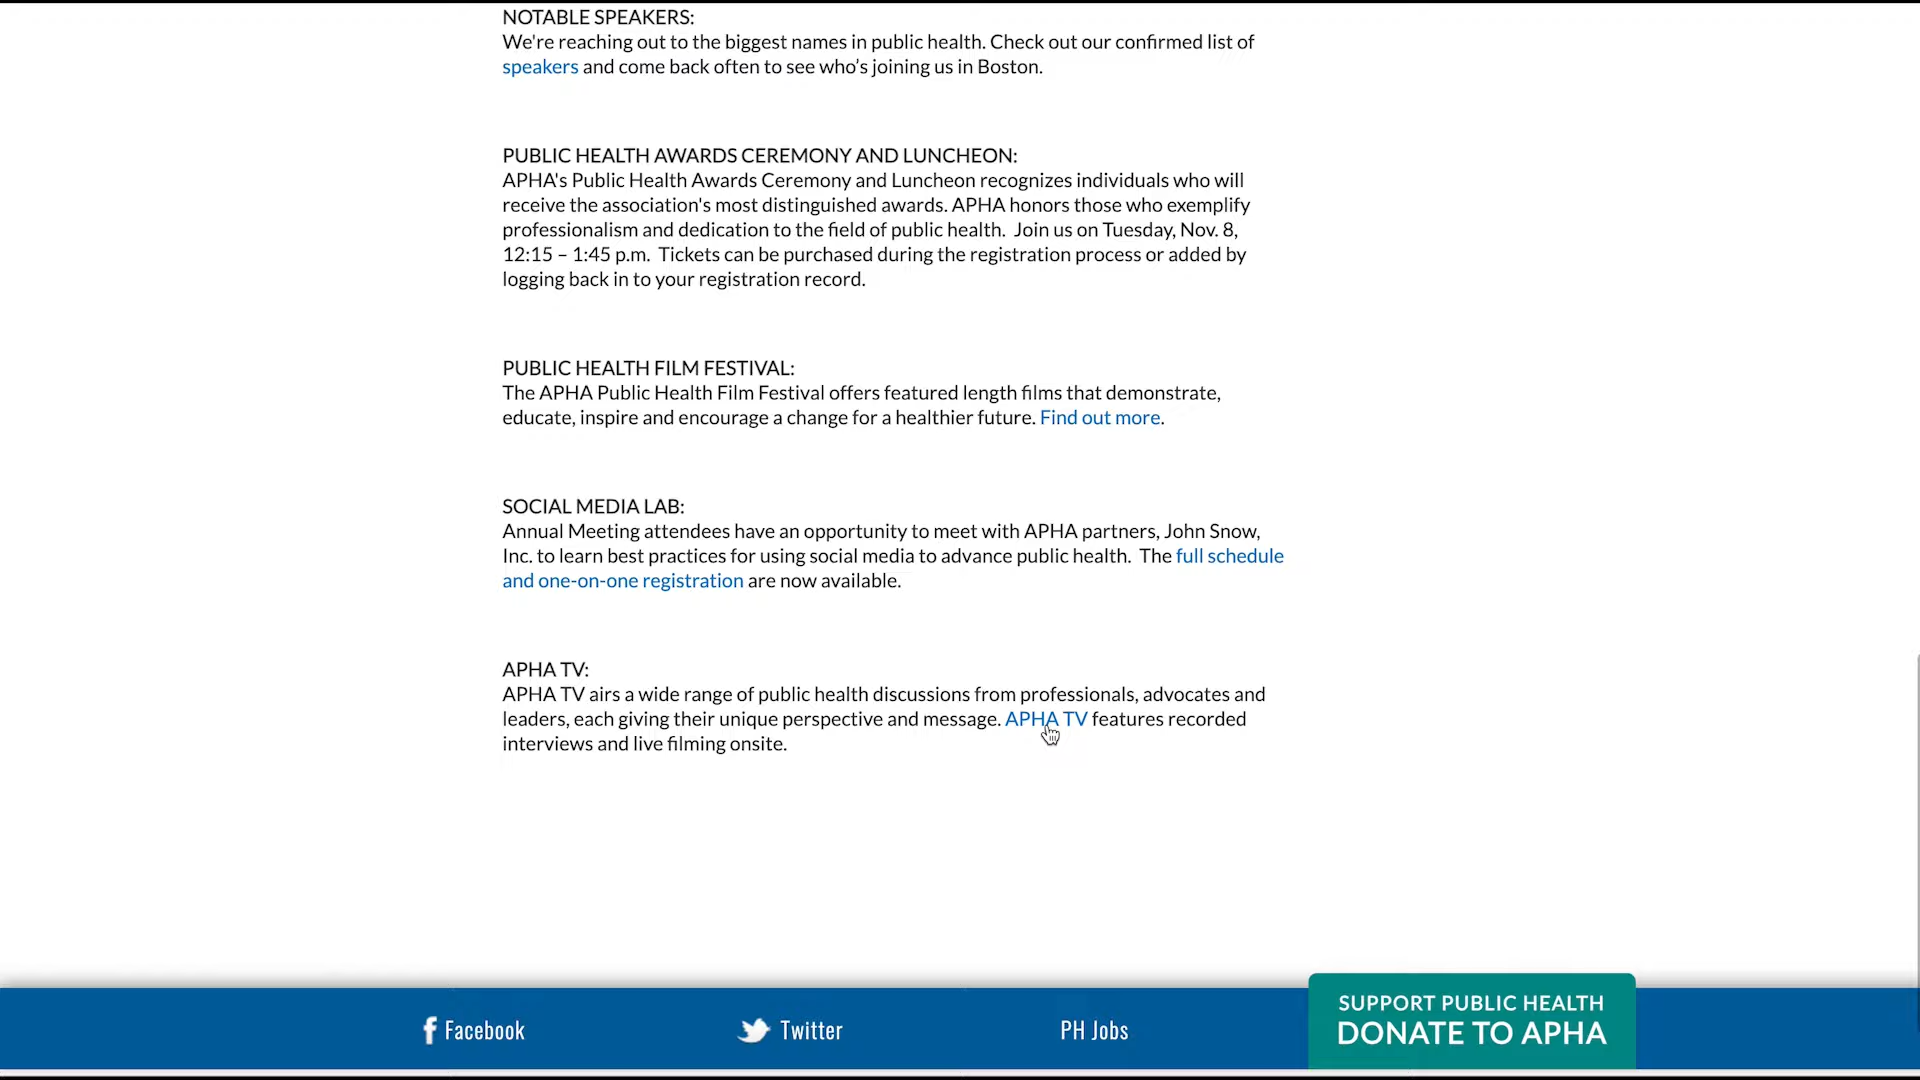 NOTABLE SPEAKERS:
We're reaching out to the biggest names in public health. Check out our confirmed list of
speakers and come back often to see who’s joining us in Boston.
PUBLIC HEALTH AWARDS CEREMONY AND LUNCHEON:
APHA's Public Health Awards Ceremony and Luncheon recognizes individuals who will
receive the association's most distinguished awards. APHA honors those who exemplify
professionalism and dedication to the field of public health.  Join us on Tuesday, Nov. 8,
12:15 – 1:45 p.m.  Tickets can be purchased during the registration process or added by
logging back in to your registration record.
PUBLIC HEALTH FILM FESTIVAL:
The APHA Public Health Film Festival offers featured length films that demonstrate,
educate, inspire and encourage a change for a healthier future. Find out more.
SOCIAL MEDIA LAB:
Annual Meeting attendees have an opportunity to meet with APHA partners, John Snow,
Inc. to learn best practices for using social media to advance public health.  The full schedule
and one-on-one registration are now available.
APHA TV:
APHA TV airs a wide range of public health discussions from professionals, advocates and
leaders, each giving their unique perspective and message. APHA TV features recorded
interviews and live filming onsite.
Facebook
Twitter
PH Jobs
SUPPORT PUBLIC HEALTH
DONATE TO APHA